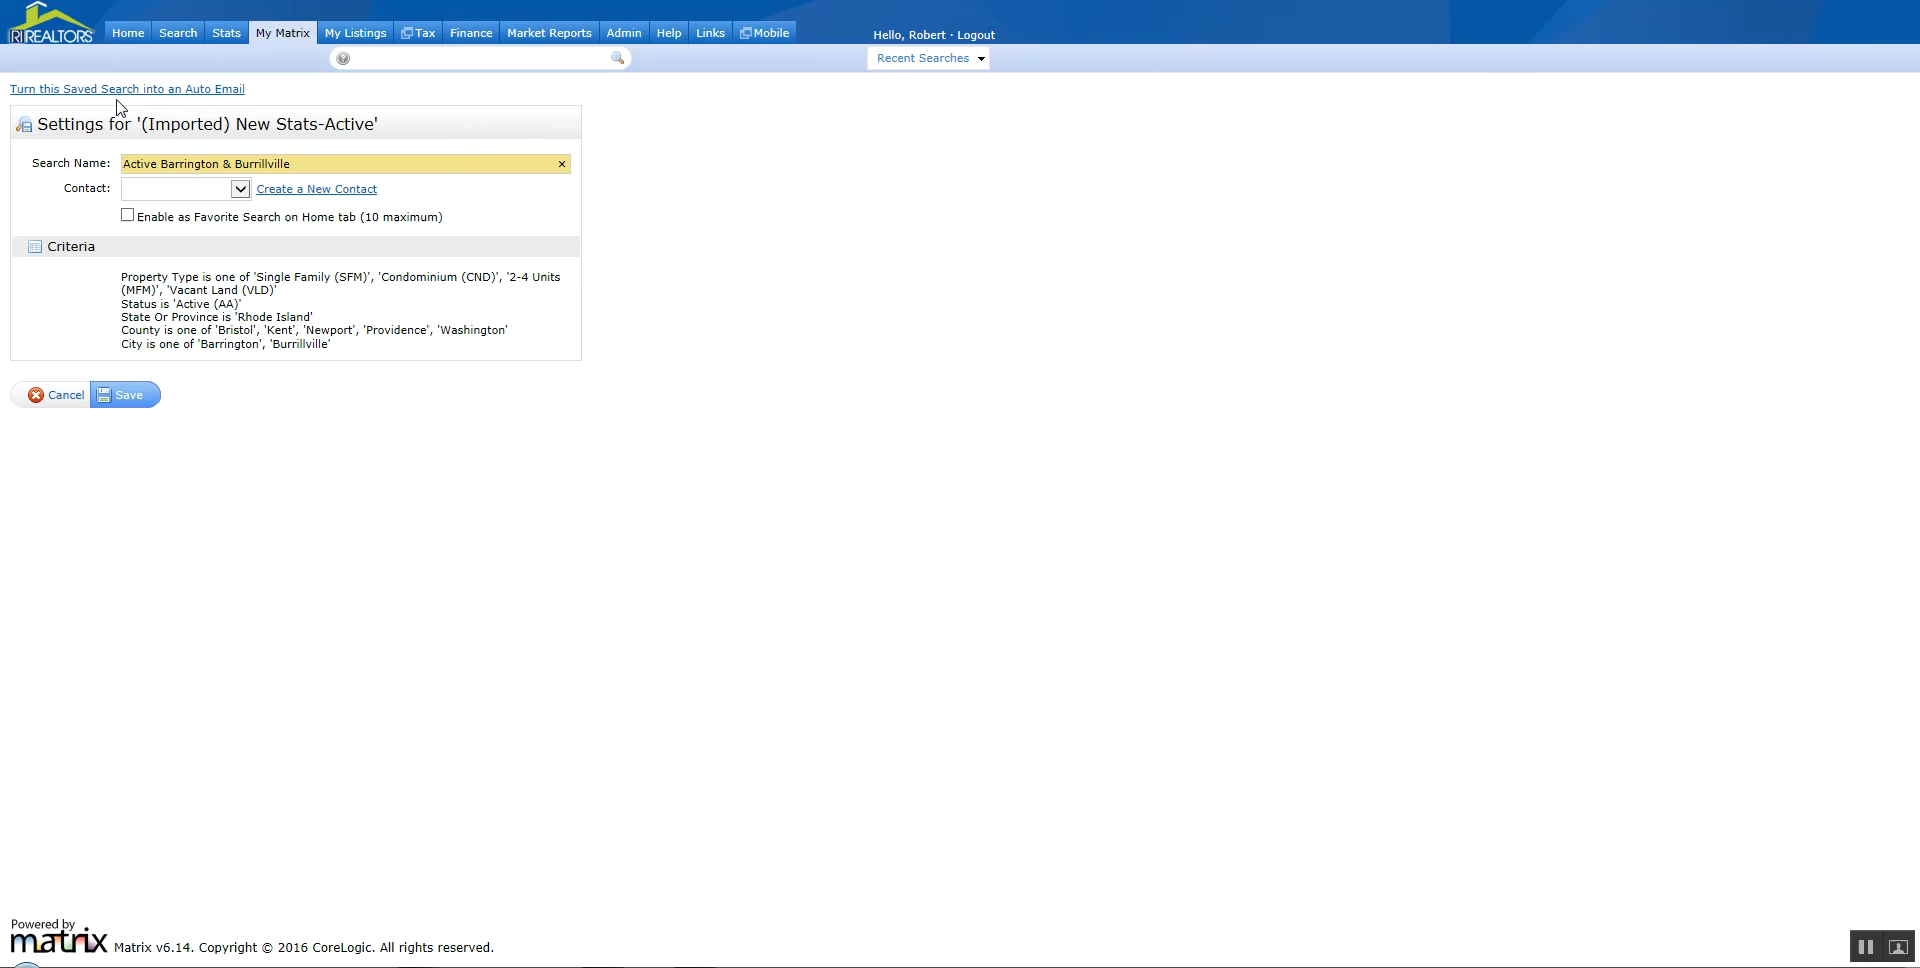 RIREALTORS
Home Search Stats My Matrix My Listings Tax Finance Market Reports Admin Help Links Mobile
Hello, Robert · Logout
Recent Searches
Turn this Saved Search into an Auto Email
Settings for '(Imported) New Stats-Active'
Search Name: Active Barrington & Burrillville ×
Contact: Create a New Contact
Enable as Favorite Search on Home tab (10 maximum)
Criteria
Property Type is one of 'Single Family (SFM)', 'Condominium (CND)', '2-4 Units
(MFM)', 'Vacant Land (VLD)'
Status is 'Active (AA)'
State Or Province is 'Rhode Island'
County is one of 'Bristol', 'Kent', 'Newport', 'Providence', 'Washington'
City is one of 'Barrington', 'Burrillville'
Cancel Save
Powered by
matrix Matrix v6.14. Copyright © 2016 CoreLogic. All rights reserved.